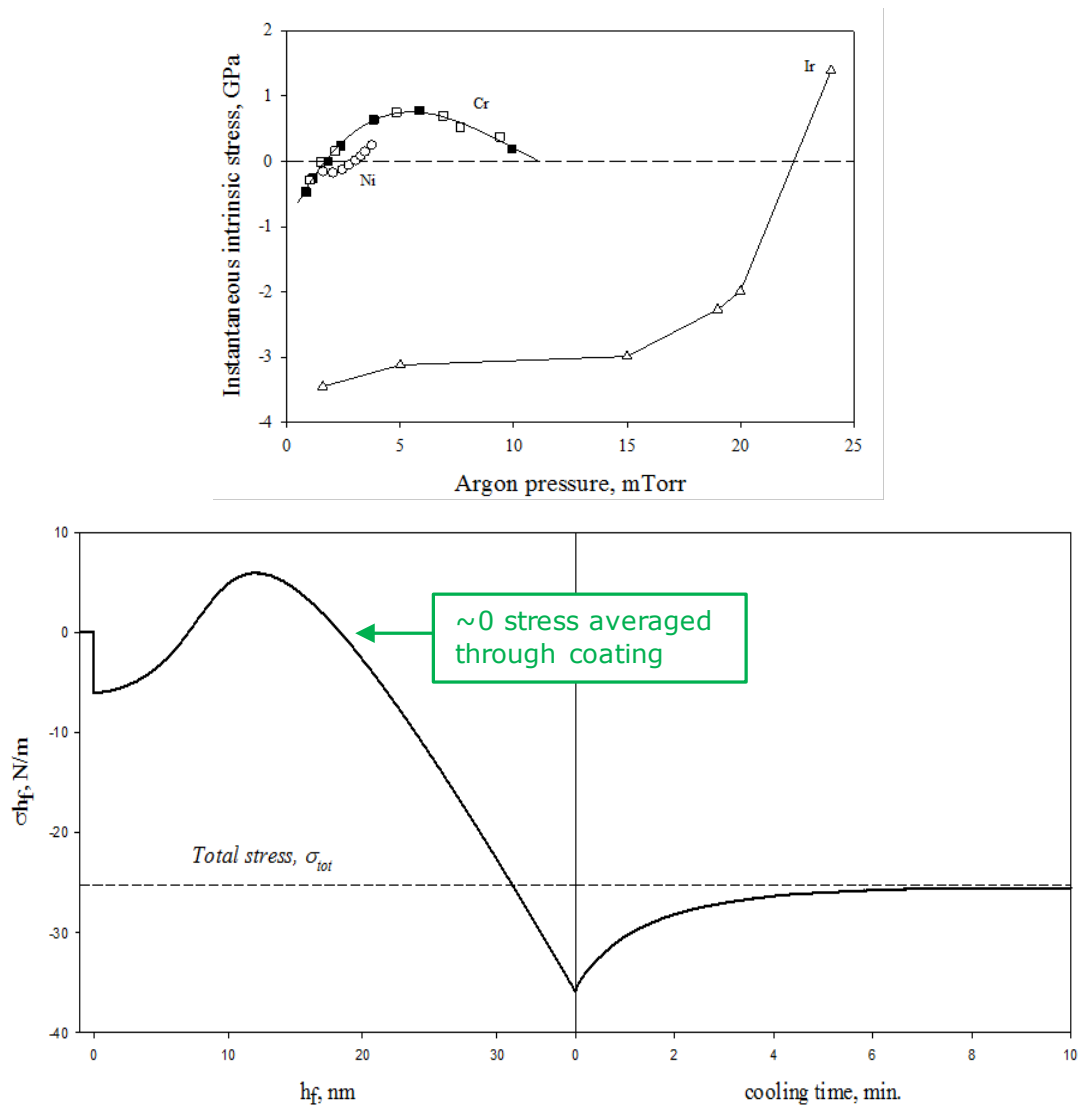 Instantaneous intrinsic stress, GPa
2
1
0
-1
-2
-3
-4
Cr
Ni
Ir
0
5
10
15
20
25
Argon pressure, mTorr
σhf, N/m
10
0
-10
-20
-30
-40
~0 stress averaged
through coating
Total stress, σtot
0
10
20
30
0
2
4
6
8
10
hf, nm
cooling time, min.